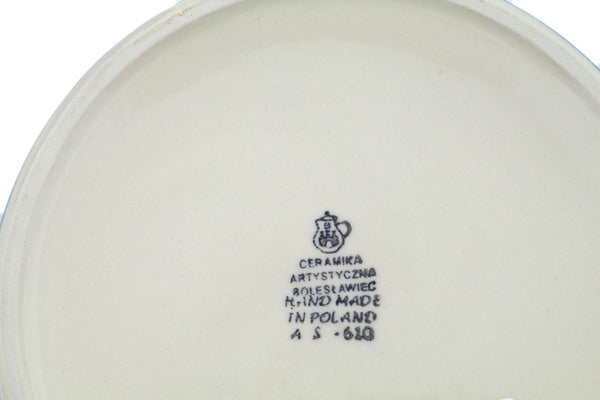 CERAMIKA
ARTYSTYCZNA
BOLESŁAWIEC
HAND MADE
IN POLAND
A S - 610